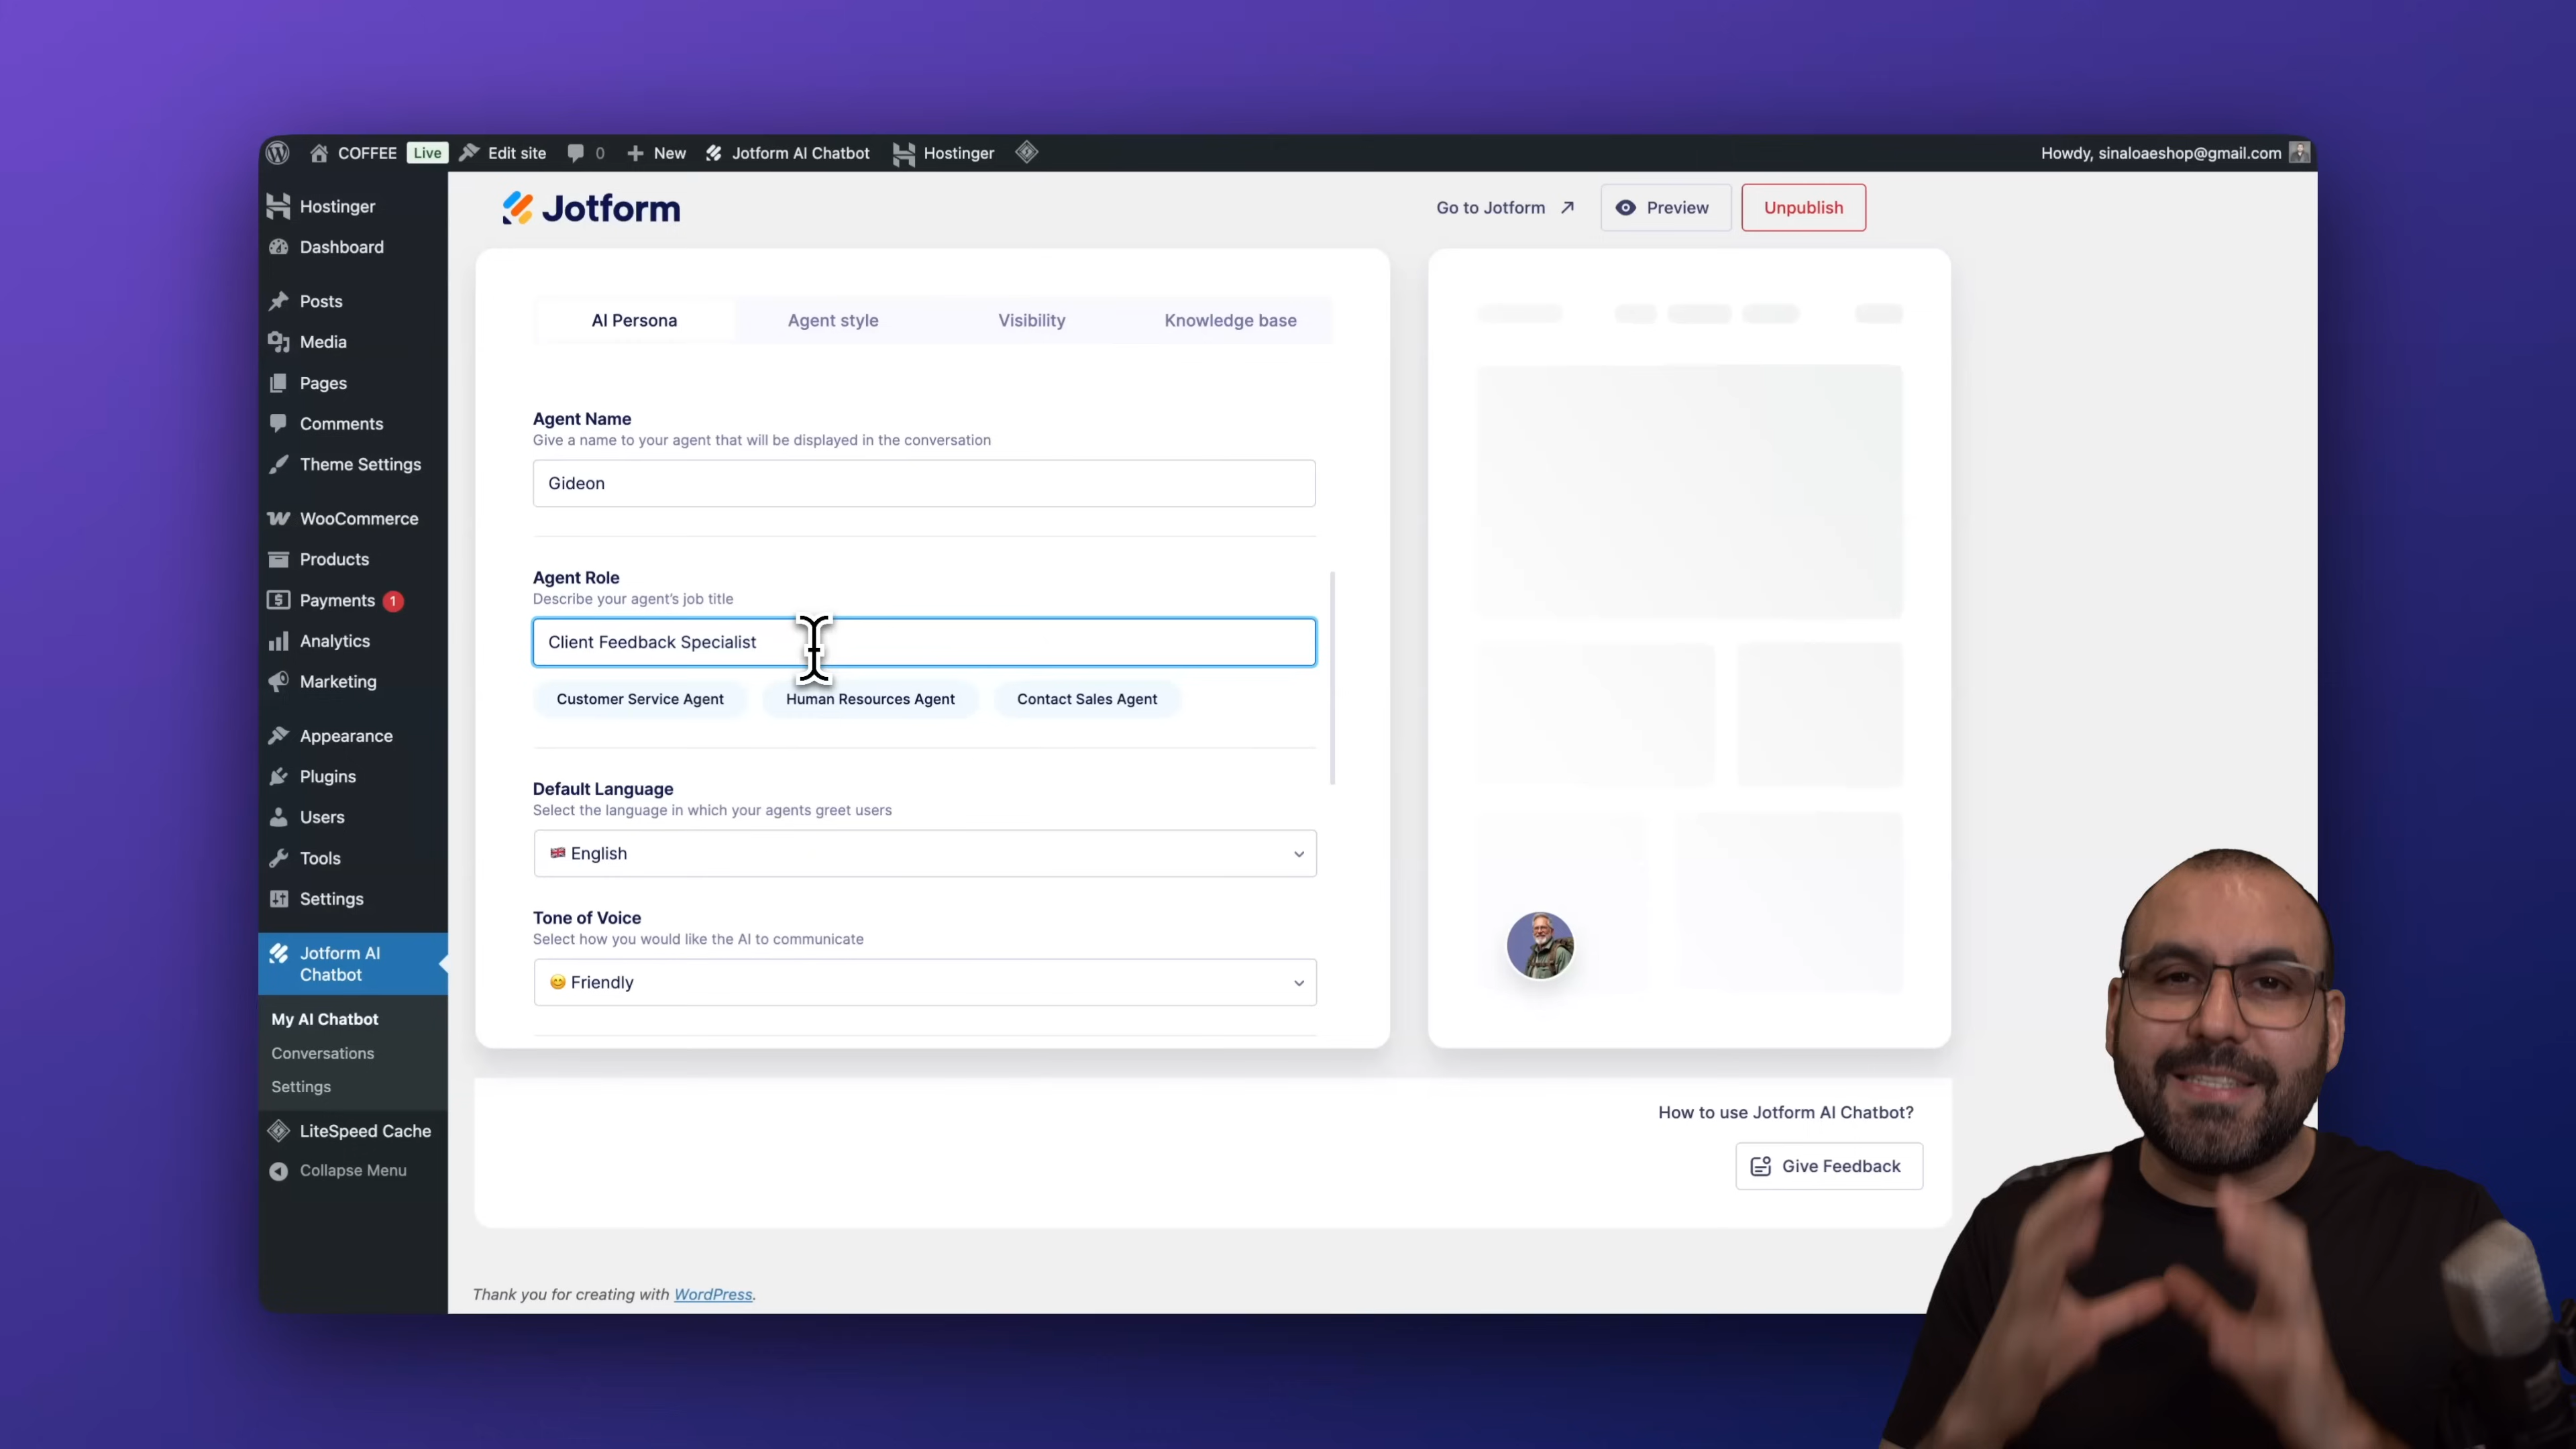 COFFEE Live Edit site 0 New Jotform AI Chatbot Hostinger Howdy, sinaloaeshop@gmail.com
Hostinger
Dashboard
Posts
Media
Pages
Comments
Theme Settings
WooCommerce
Products
Payments 1
Analytics
Marketing
Appearance
Plugins
Users
Tools
Settings
Jotform AI
Chatbot
My AI Chatbot
Conversations
Settings
LiteSpeed Cache
Collapse Menu
Jotform
Go to Jotform Preview Unpublish
AI Persona Agent style Visibility Knowledge base
Agent Name
Give a name to your agent that will be displayed in the conversation
Gideon
Agent Role
Describe your agent's job title
Client Feedback Specialist
Customer Service Agent Human Resources Agent Contact Sales Agent
Default Language
Select the language in which your agents greet users
English
Tone of Voice
Select how you would like the AI to communicate
😊 Friendly
How to use Jotform AI Chatbot?
Give Feedback
Thank you for creating with WordPress.